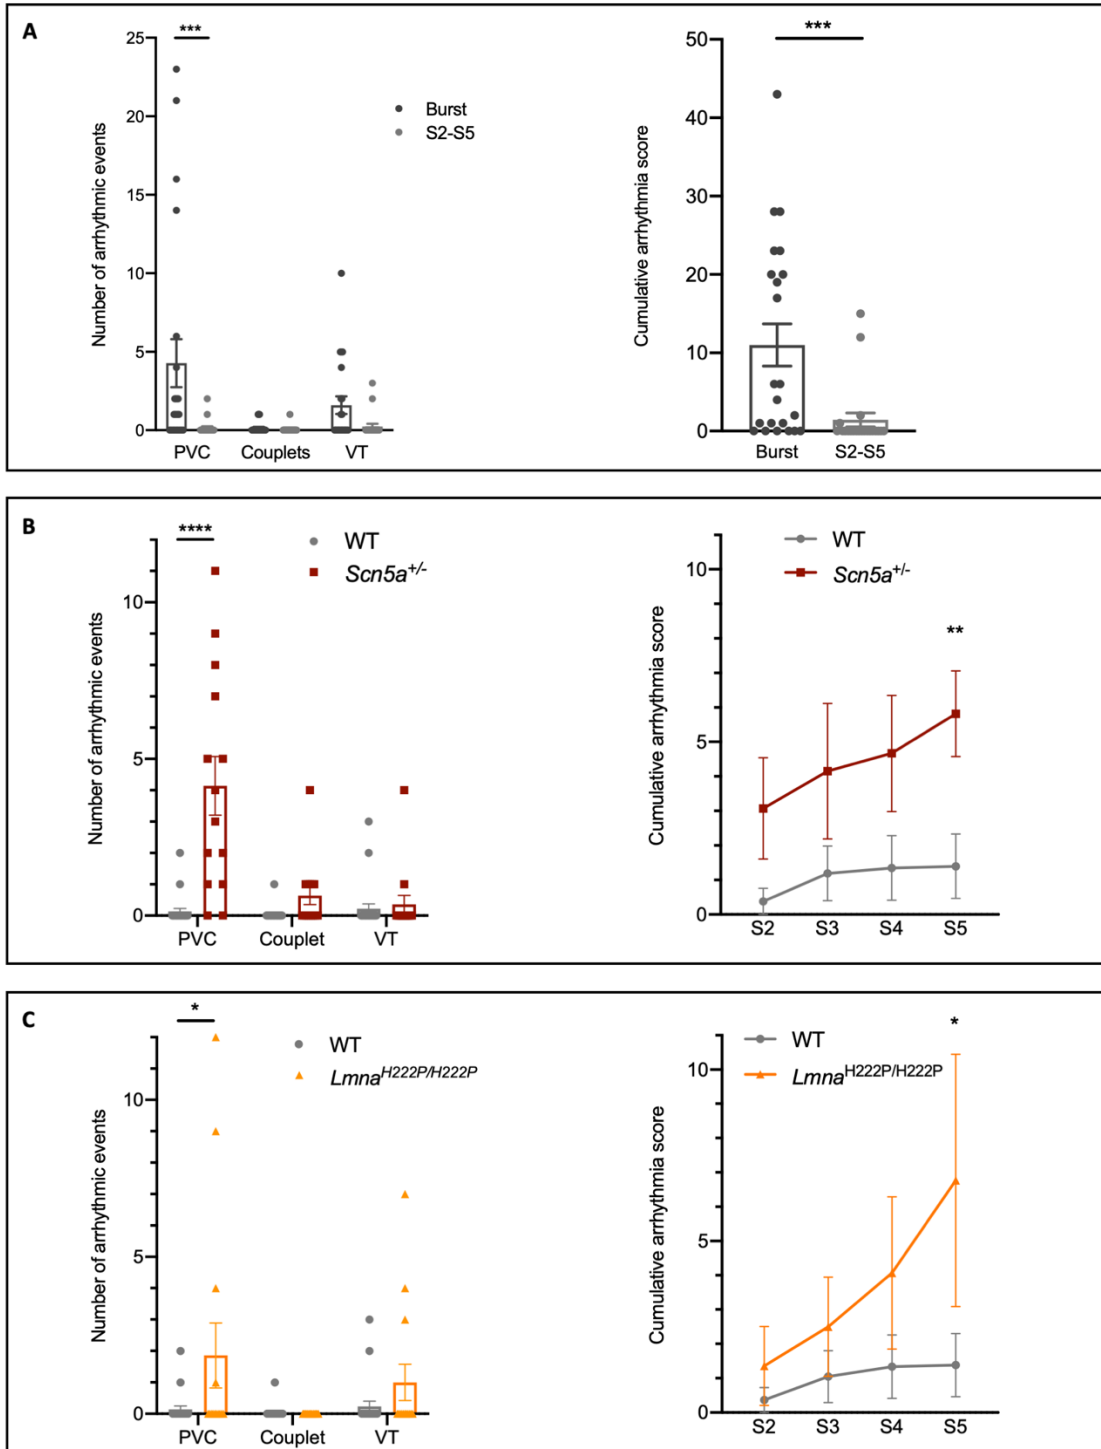 A
***
Number of arrhythmic events
25
20
15
10
5
0
PVC Couplets VT
Burst
S2-S5
***
Cumulative arrhythmia score
50
40
30
20
10
0
Burst S2-S5
B
****
Number of arrhythmic events
10
5
0
PVC Couplet VT
WT
Scn5a+/-
Cumulative arrhythmia score
10
5
0
S2 S3 S4 S5
WT
Scn5a+/-
**
C
*
Number of arrhythmic events
10
5
0
PVC Couplet VT
WT
LmnaH222P/H222P
Cumulative arrhythmia score
10
5
0
S2 S3 S4 S5
WT
LmnaH222P/H222P
*